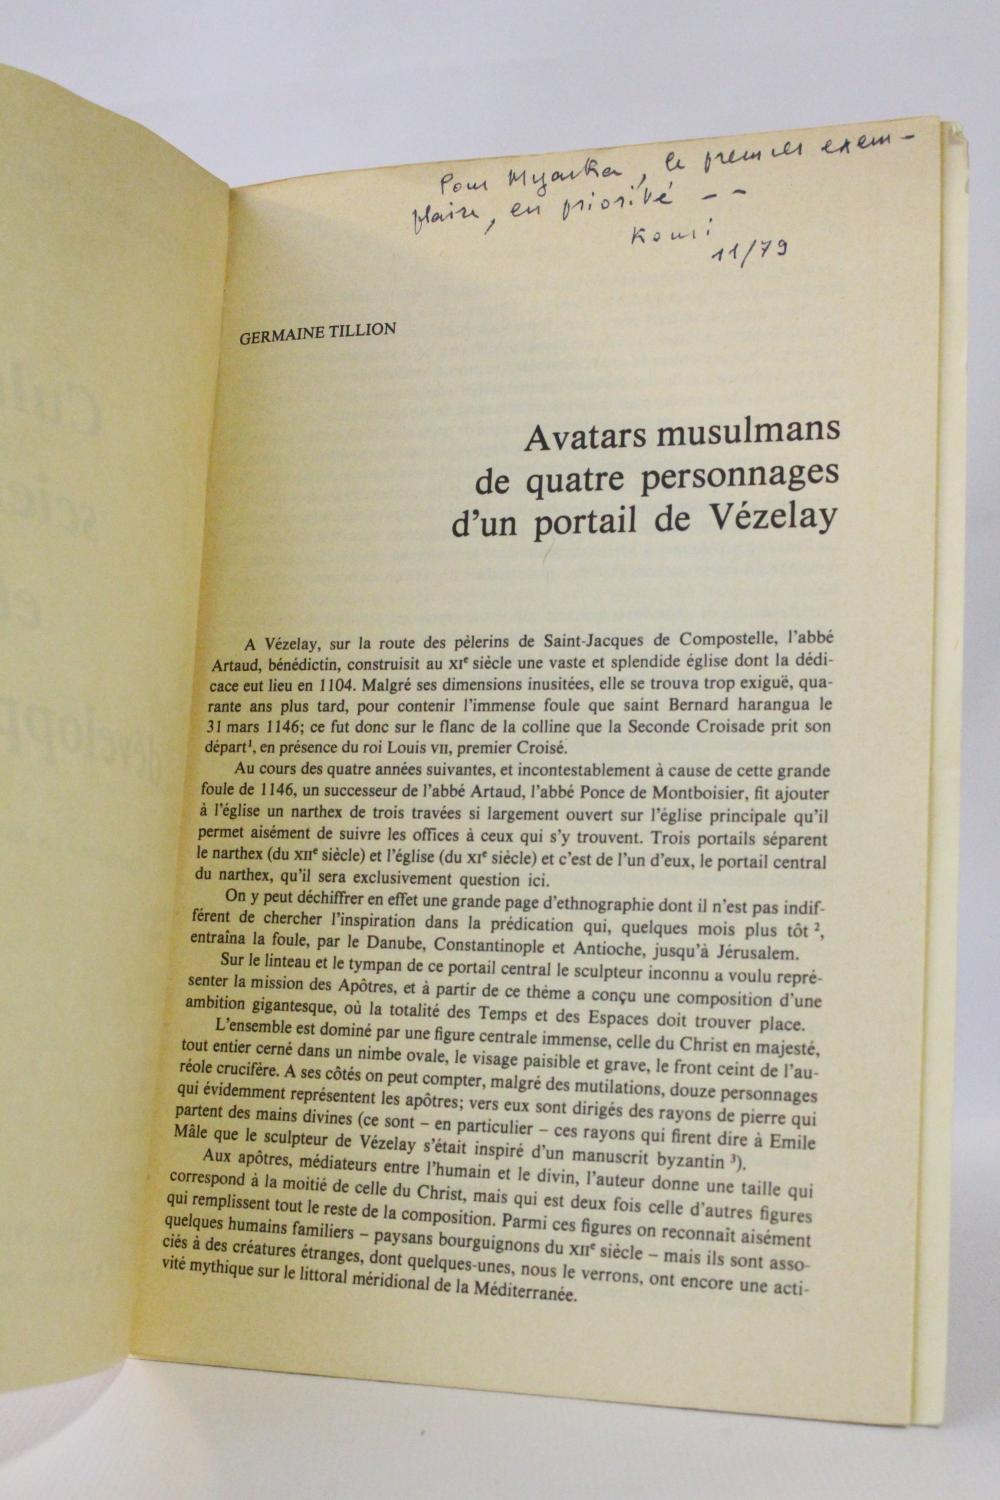 Pour Myarka, le premier exem-
plaire, en priorité - -
Kouri
11/79
GERMAINE TILLION
Avatars musulmans
de quatre personnages
d'un portail de Vézelay
A Vézelay, sur la route des pèlerins de Saint-Jacques de Compostelle, l'abbé
Artaud, bénédictin, construisit au XIe siècle une vaste et splendide église dont la dédi-
cace eut lieu en 1104. Malgré ses dimensions inusitées, elle se trouva trop exiguë, qua-
rante ans plus tard, pour contenir l'immense foule que saint Bernard harangua le
31 mars 1146; ce fut donc sur le flanc de la colline que la Seconde Croisade prit son
départ1, en présence du roi Louis VII, premier Croisé.
Au cours des quatre années suivantes, et incontestablement à cause de cette grande
foule de 1146, un successeur de l'abbé Artaud, l'abbé Ponce de Montboisier, fit ajouter
à l'église un narthex de trois travées si largement ouvert sur l'église principale qu'il
permet aisément de suivre les offices à ceux qui s'y trouvent. Trois portails séparent
le narthex (du XIIe siècle) et l'église (du XIe siècle) et c'est de l'un d'eux, le portail central
du narthex, qu'il sera exclusivement question ici.
On y peut déchiffrer en effet une grande page d'ethnographie dont il n'est pas indif-
férent de chercher l'inspiration dans la prédication qui, quelques mois plus tôt 2,
entraîna la foule, par le Danube, Constantinople et Antioche, jusqu'à Jérusalem.
Sur le linteau et le tympan de ce portail central le sculpteur inconnu a voulu repré-
senter la mission des Apôtres, et à partir de ce thème a conçu une composition d'une
ambition gigantesque, où la totalité des Temps et des Espaces doit trouver place.
L'ensemble est dominé par une figure centrale immense, celle du Christ en majesté,
tout entier cerné dans un nimbe ovale, le visage paisible et grave, le front ceint de l'au-
réole crucifère. A ses côtés on peut compter, malgré des mutilations, douze personnages
qui évidemment représentent les apôtres; vers eux sont dirigés des rayons de pierre qui
partent des mains divines (ce sont – en particulier – ces rayons qui firent dire à Emile
Mâle que le sculpteur de Vézelay s'était inspiré d'un manuscrit byzantin 3).
Aux apôtres, médiateurs entre l'humain et le divin, l'auteur donne une taille qui
correspond à la moitié de celle du Christ, mais qui est deux fois celle d'autres figures
qui remplissent tout le reste de la composition. Parmi ces figures on reconnaît aisément
quelques humains familiers – paysans bourguignons du XIIe siècle – mais ils sont asso-
ciés à des créatures étranges, dont quelques-unes, nous le verrons, ont encore une acti-
vité mythique sur le littoral méridional de la Méditerranée.